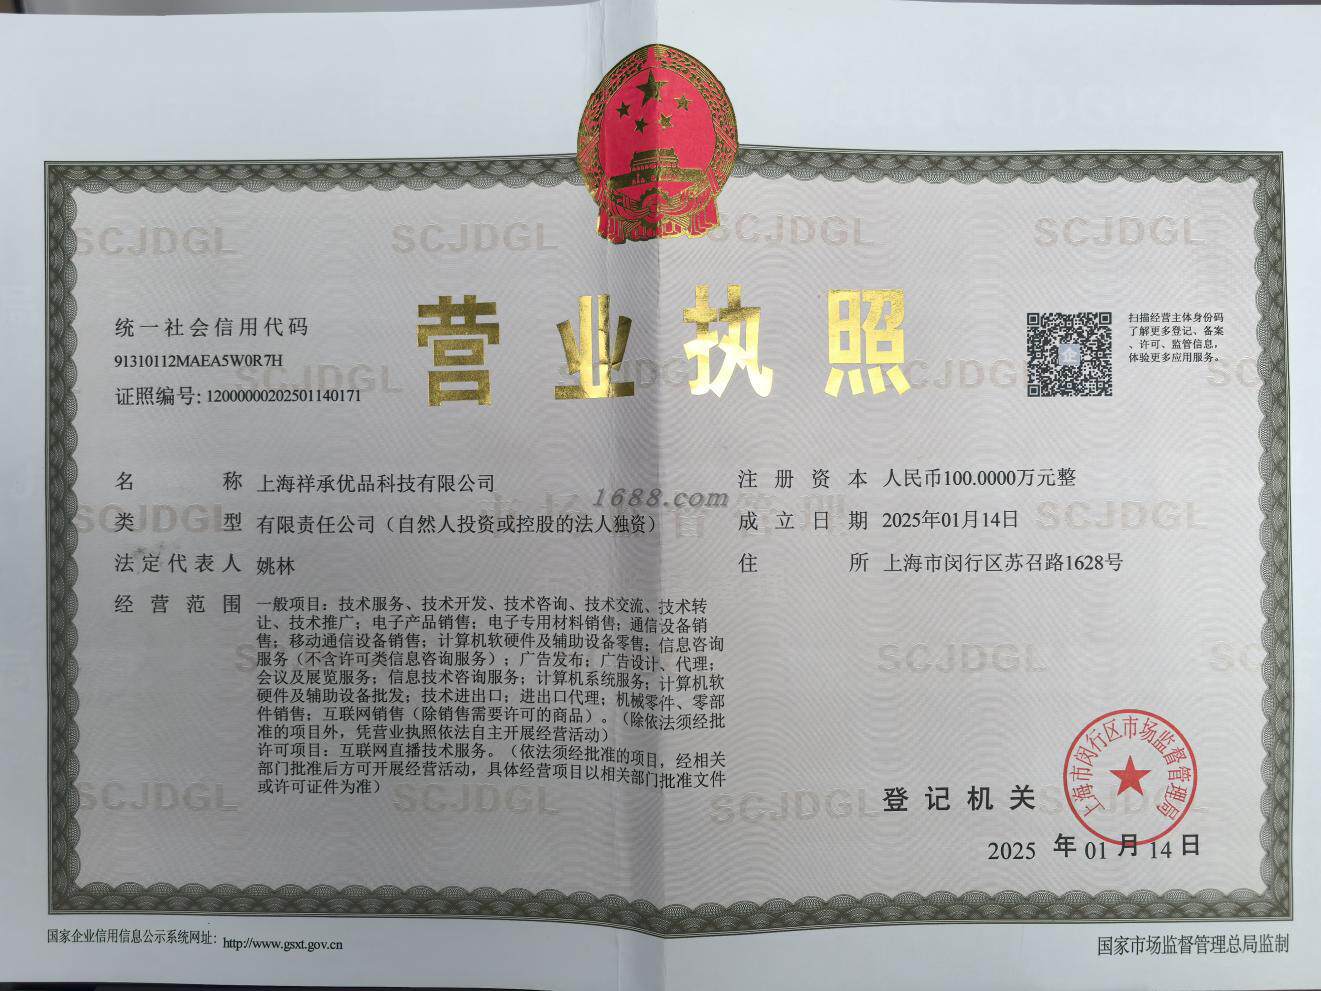 营业执照
统一社会信用代码
91310112MAEA5W0R7H
证照编号: 12000000202501140171
扫描经营主体身份码
了解更多登记、备案
、许可、监管信息，
体验更多应用服务。
名称 上海祥承优品科技有限公司
类型 有限责任公司（自然人投资或控股的法人独资）
法定代表人 姚林
经营范围 一般项目：技术服务、技术开发、技术咨询、技术交流、技术转
让、技术推广；电子产品销售；电子专用材料销售；通信设备销
售；移动通信设备销售；计算机软硬件及辅助设备零售；信息咨询
服务（不含许可类信息咨询服务）；广告发布；广告设计、代理；
会议及展览服务；信息技术咨询服务；计算机系统服务；计算机软
硬件及辅助设备批发；技术进出口；进出口代理；机械零件、零部
件销售；互联网销售（除销售需要许可的商品）。（除依法须经批
准的项目外，凭营业执照依法自主开展经营活动）
许可项目：互联网直播技术服务。（依法须经批准的项目，经相关
部门批准后方可开展经营活动，具体经营项目以相关部门批准文件
或许可证件为准）
注册资本 人民币100.0000万元整
成立日期 2025年01月14日
住所 上海市闵行区苏召路1628号
1688.com
登记机关
上海市闵行区市场监督管理局
2025 年 01 月 14 日
国家企业信用信息公示系统网址: http://www.gsxt.gov.cn
国家市场监督管理总局监制